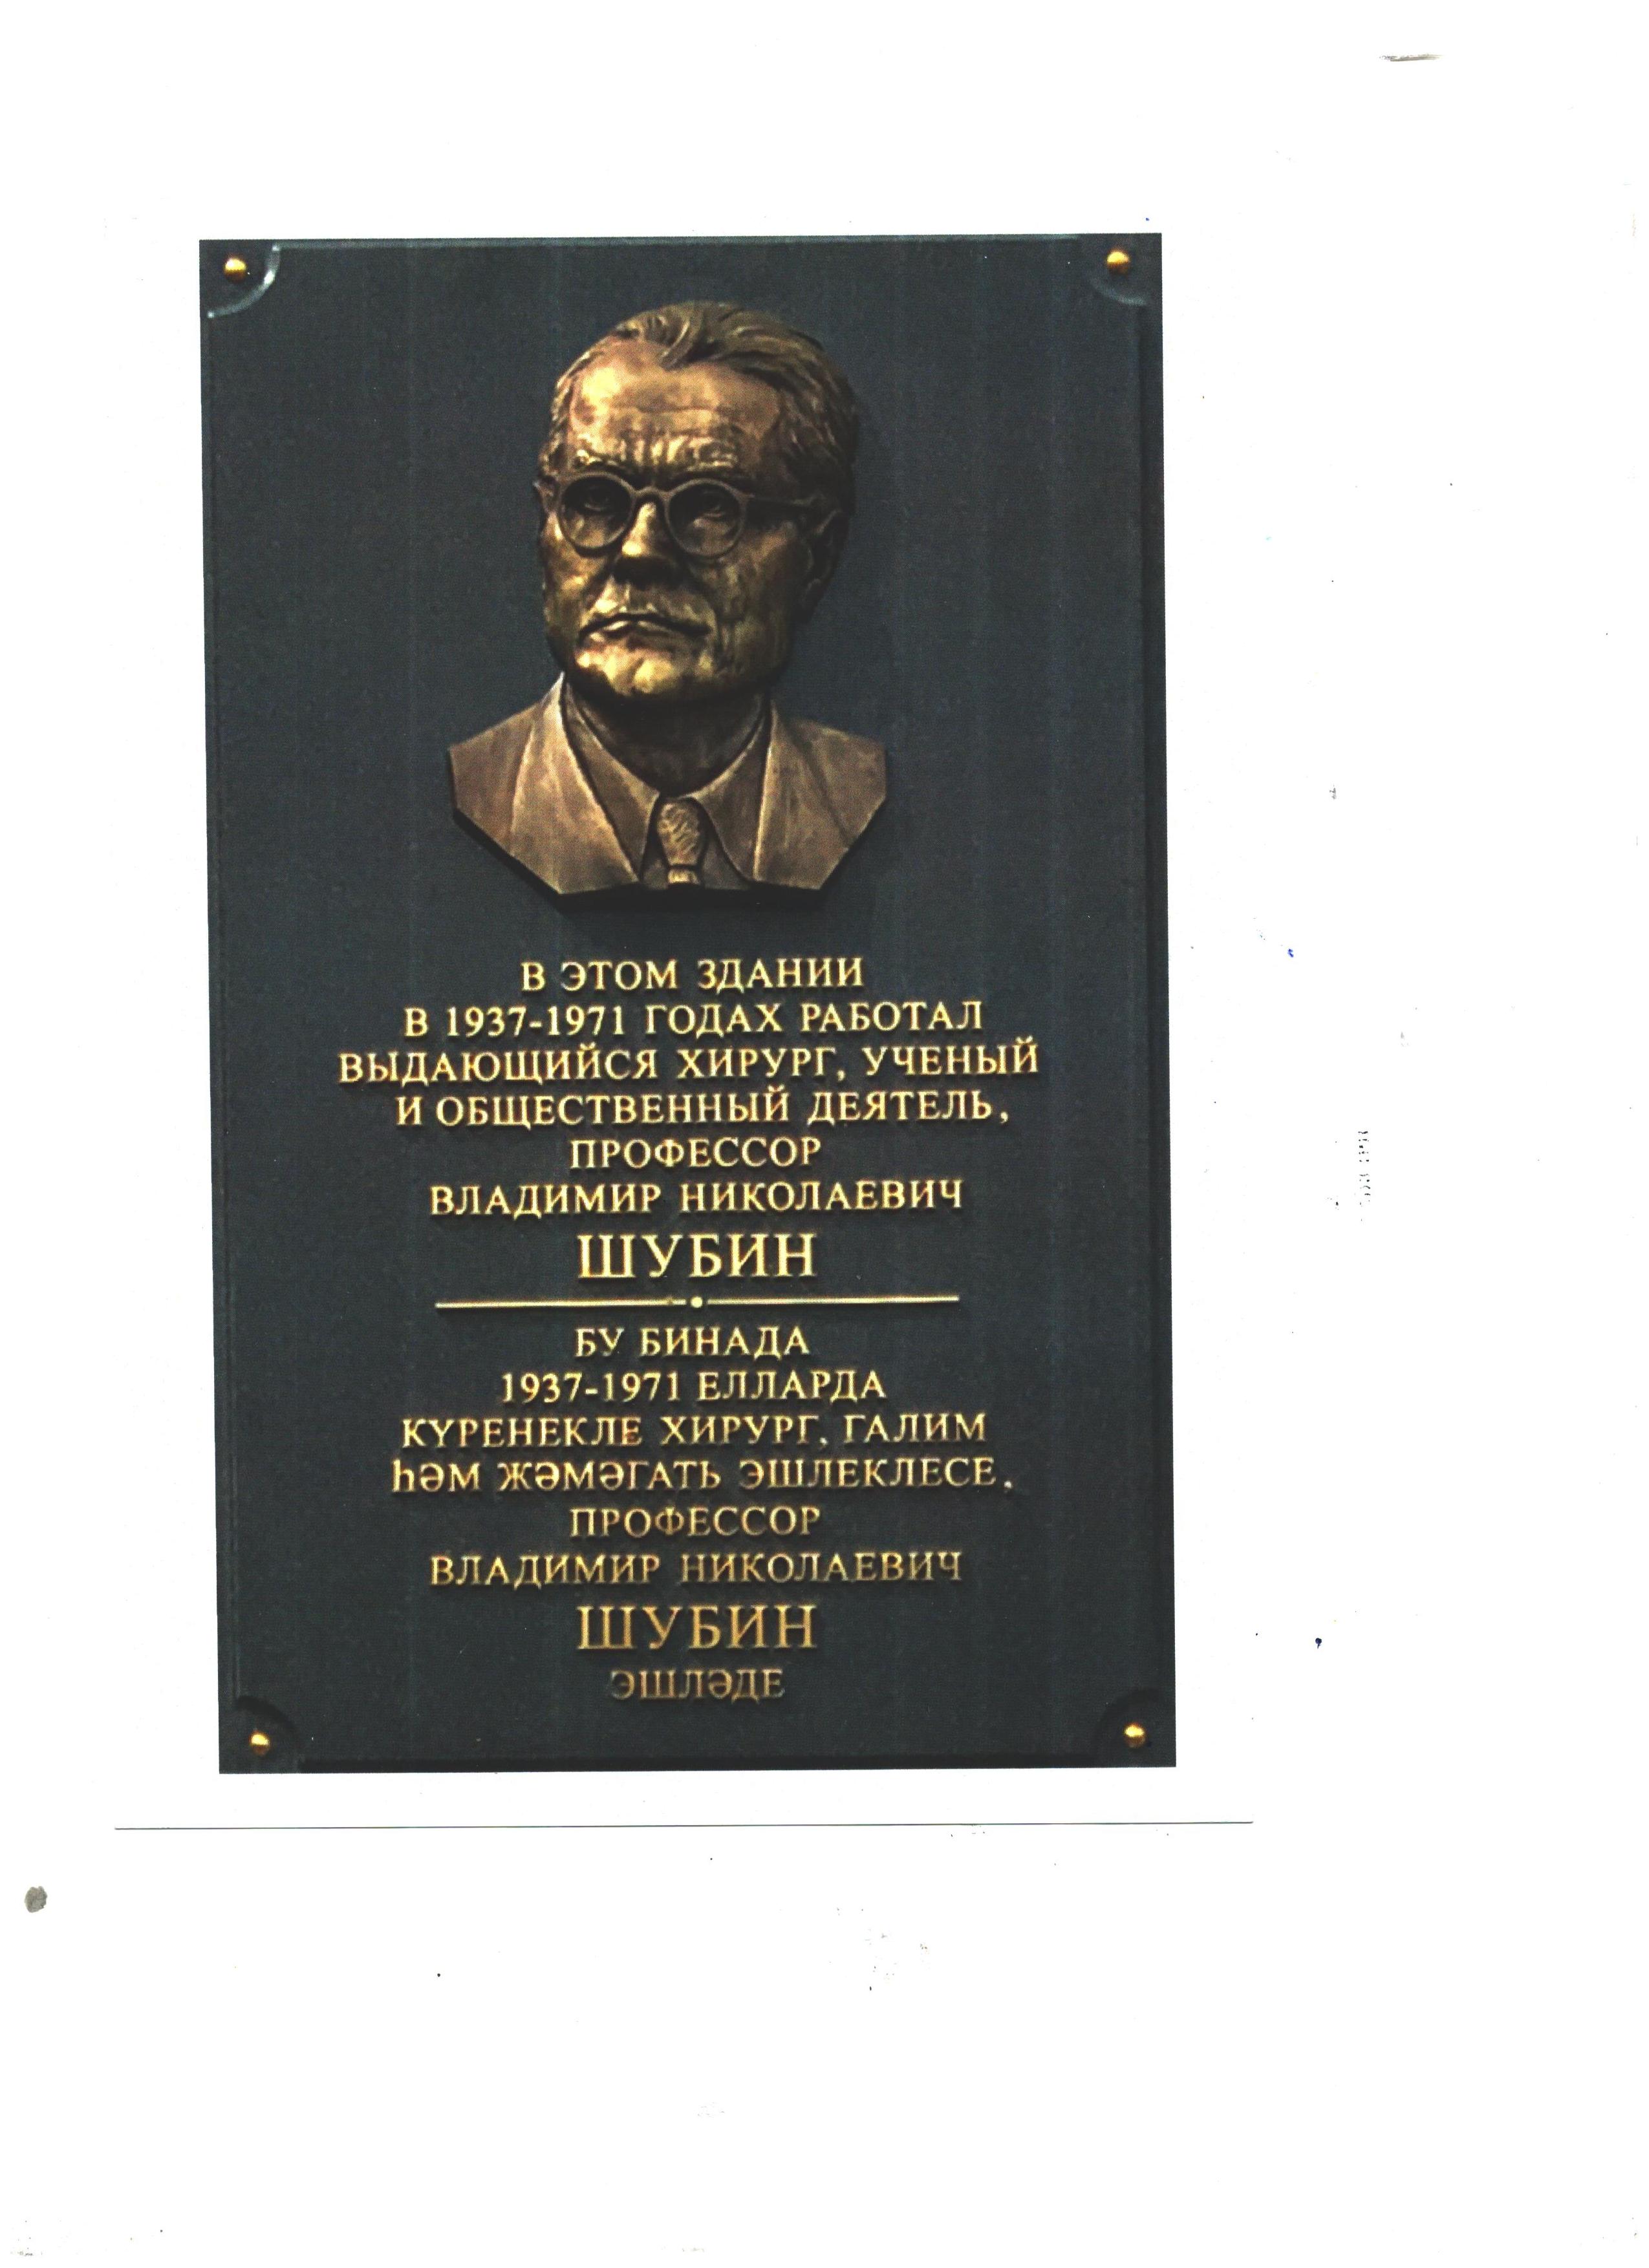 В ЭТОМ ЗДАНИИ
В 1937-1971 ГОДАХ РАБОТАЛ
ВЫДАЮЩИЙСЯ ХИРУРГ, УЧЕНЫЙ
И ОБЩЕСТВЕННЫЙ ДЕЯТЕЛЬ,
ПРОФЕССОР
ВЛАДИМИР НИКОЛАЕВИЧ
ШУБИН
БУ БИНАДА
1937-1971 ЕЛЛАРДА
КҮРЕНЕКЛЕ ХИРУРГ, ГАЛИМ
ҺӘМ ЖӘМӘГАТЬ ЭШЛЕКЛЕСЕ,
ПРОФЕССОР
ВЛАДИМИР НИКОЛАЕВИЧ
ШУБИН
ЭШЛӘДЕ